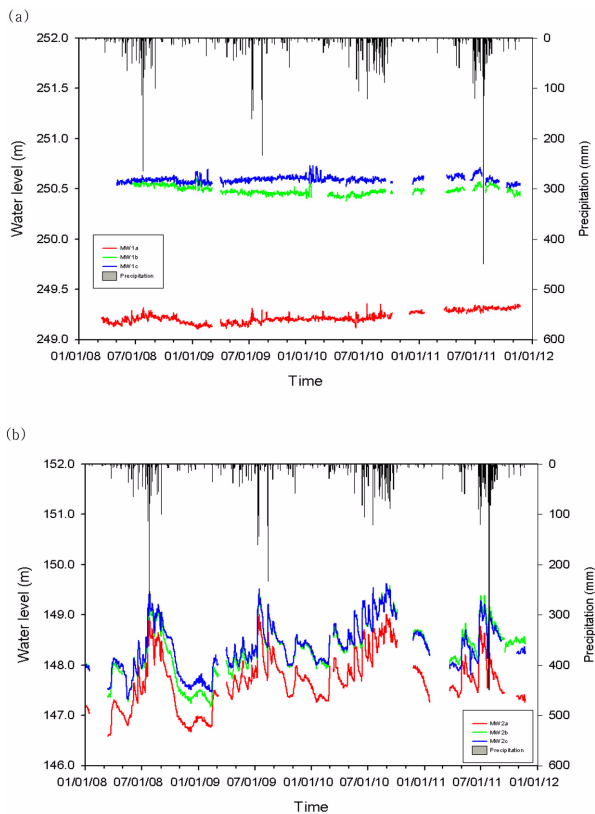 (a)
252.0
251.5
251.0
250.5
250.0
249.5
249.0
Water level (m)
0
100
200
300
400
500
600
Precipitation (mm)
MW1a
MW1b
MW1c
Precipitation
01/01/08 07/01/08 01/01/09 07/01/09 01/01/10 07/01/10 01/01/11 07/01/11 01/01/12
Time
(b)
152.0
151.0
150.0
149.0
148.0
147.0
146.0
Water level (m)
0
100
200
300
400
500
600
Precipitation (mm)
MW2a
MW2b
MW2c
Precipitation
01/01/08 07/01/08 01/01/09 07/01/09 01/01/10 07/01/10 01/01/11 07/01/11 01/01/12
Time